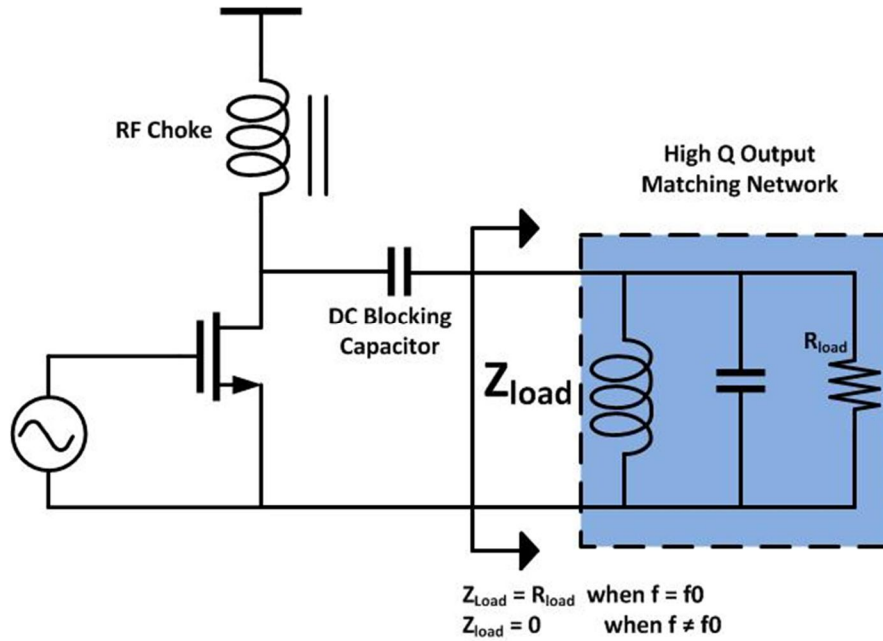 RF Choke
High Q Output
Matching Network
DC Blocking
Capacitor
Zload
Rload
ZLoad = Rload when f = f0
Zload = 0 when f ≠ f0